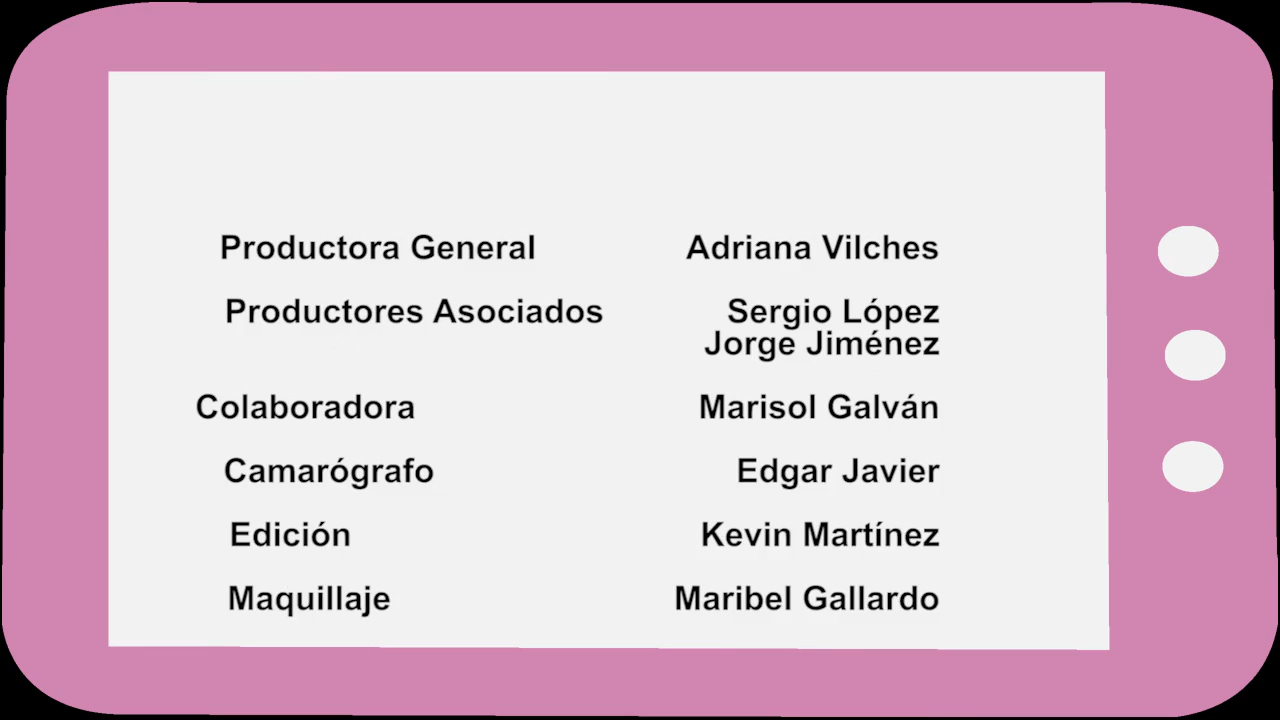 Productora General Adriana Vilches
Productores Asociados Sergio López
Jorge Jiménez
Colaboradora Marisol Galván
Camarógrafo Edgar Javier
Edición Kevin Martínez
Maquillaje Maribel Gallardo